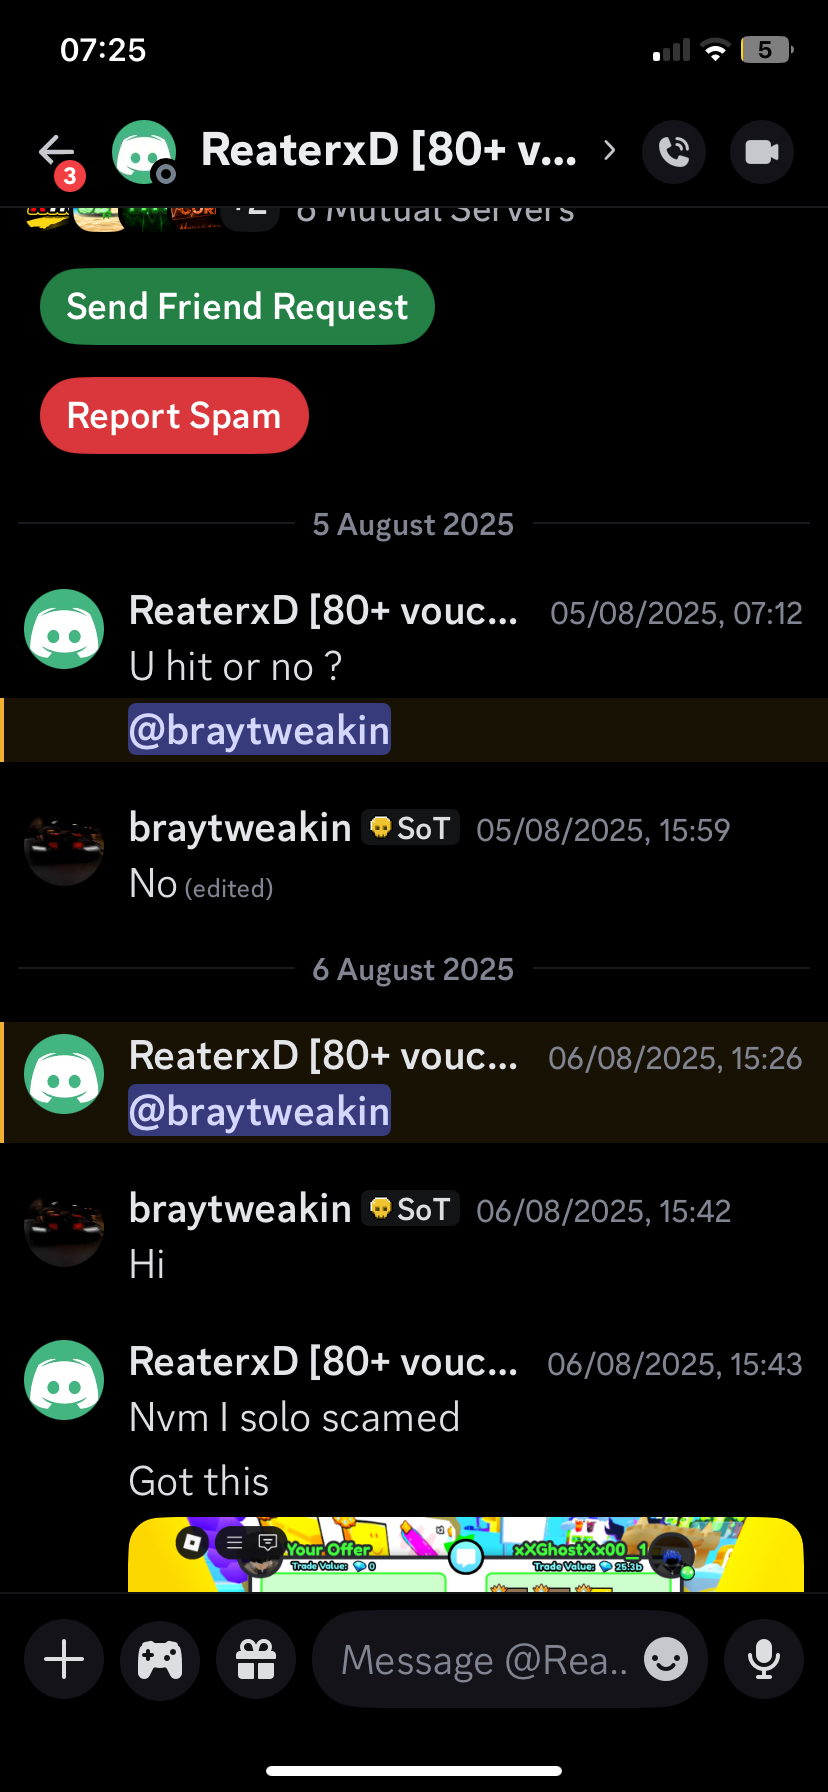 07:25
5
ReaterxD [80+ v...
3
6 Mutual Servers
Send Friend Request
Report Spam
5 August 2025
ReaterxD [80+ vouc... 05/08/2025, 07:12
U hit or no ?
@braytweakin
braytweakin SoT 05/08/2025, 15:59
No (edited)
6 August 2025
ReaterxD [80+ vouc... 06/08/2025, 15:26
@braytweakin
braytweakin SoT 06/08/2025, 15:42
Hi
ReaterxD [80+ vouc... 06/08/2025, 15:43
Nvm I solo scamed
Got this
Your Offer xXGhostXx00_1
Trade Value: 0 Trade Value: 25.3b
Message @Rea..